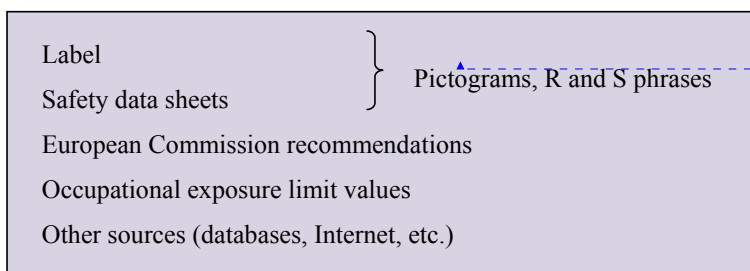 Label
Pictograms, R and S phrases
Safety data sheets
European Commission recommendations
Occupational exposure limit values
Other sources (databases, Internet, etc.)